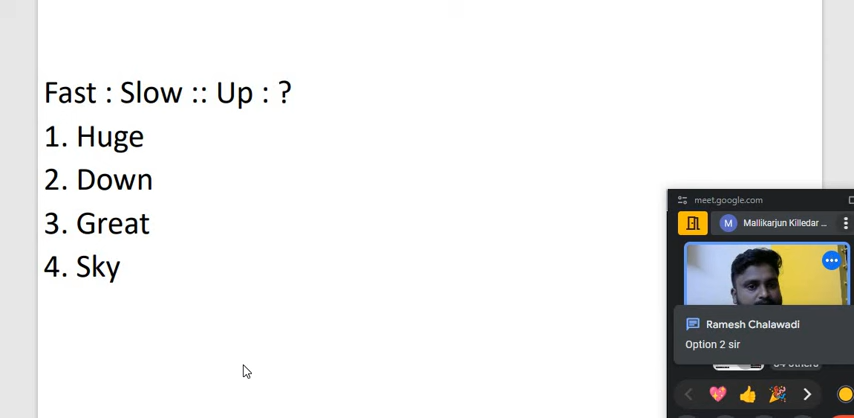 Fast : Slow :: Up : ?
1. Huge
2. Down
3. Great
4. Sky
meet.google.com
M Mallikarjun Killedar ...
Ramesh Chalawadi
Option 2 sir